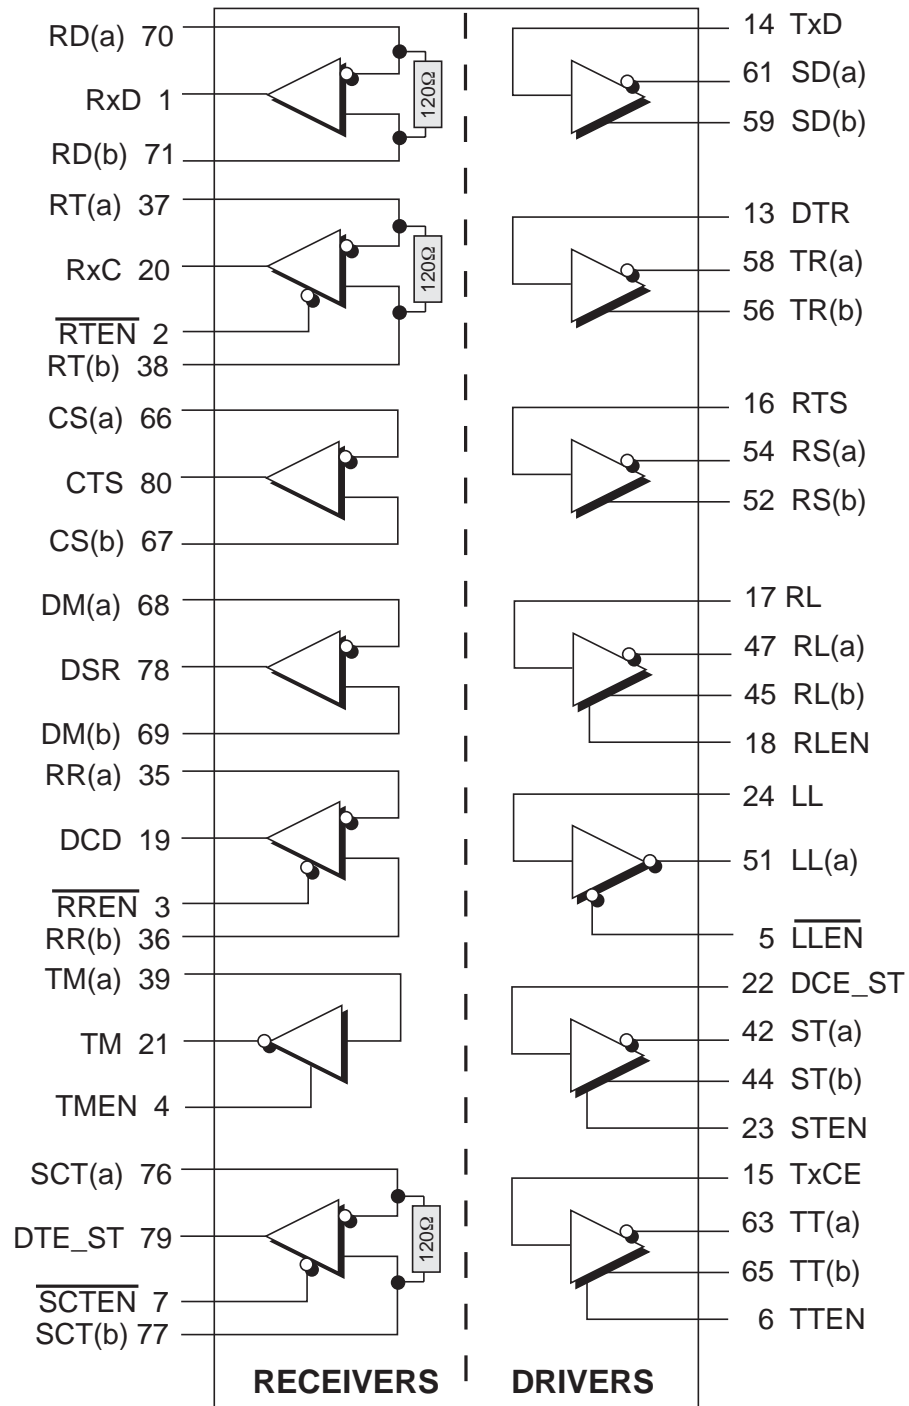 RD(a) 70
RxD 1
RD(b) 71
120Ω
RT(a) 37
RxC 20
RTEN 2
RT(b) 38
120Ω
CS(a) 66
CTS 80
CS(b) 67
DM(a) 68
DSR 78
DM(b) 69
RR(a) 35
DCD 19
RREN 3
RR(b) 36
TM(a) 39
TM 21
TMEN 4
SCT(a) 76
DTE_ST 79
SCTEN 7
SCT(b) 77
120Ω
RECEIVERS
14 TxD
61 SD(a)
59 SD(b)
13 DTR
58 TR(a)
56 TR(b)
16 RTS
54 RS(a)
52 RS(b)
17 RL
47 RL(a)
45 RL(b)
18 RLEN
24 LL
51 LL(a)
5 LLEN
22 DCE_ST
42 ST(a)
44 ST(b)
23 STEN
15 TxCE
63 TT(a)
65 TT(b)
6 TTEN
DRIVERS